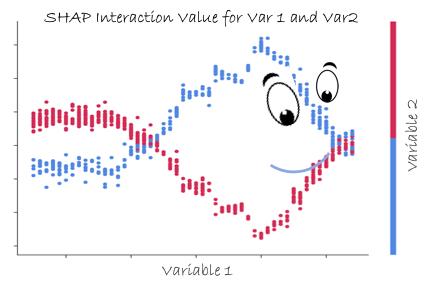 SHAP Interaction Value for Var 1 and Var2
Variable 2
Variable 1